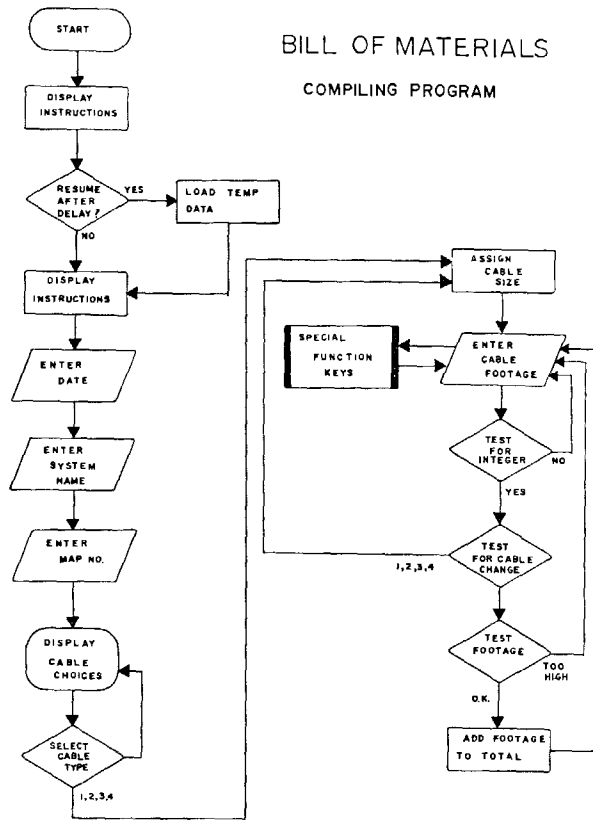 BILL OF MATERIALS
COMPILING PROGRAM
START
DISPLAY
INSTRUCTIONS
RESUME
AFTER
DELAY?
YES
NO
LOAD TEMP
DATA
DISPLAY
INSTRUCTIONS
ENTER
DATE
ENTER
SYSTEM
NAME
ENTER
MAP NO.
DISPLAY
CABLE
CHOICES
SELECT
CABLE
TYPE
1,2,3,4
ASSIGN
CABLE
SIZE
SPECIAL
FUNCTION
KEYS
ENTER
CABLE
FOOTAGE
TEST
FOR
INTEGER
NO
YES
TEST
FOR CABLE
CHANGE
1,2,3,4
TEST
FOOTAGE
TOO
HIGH
O.K.
ADD FOOTAGE
TO TOTAL